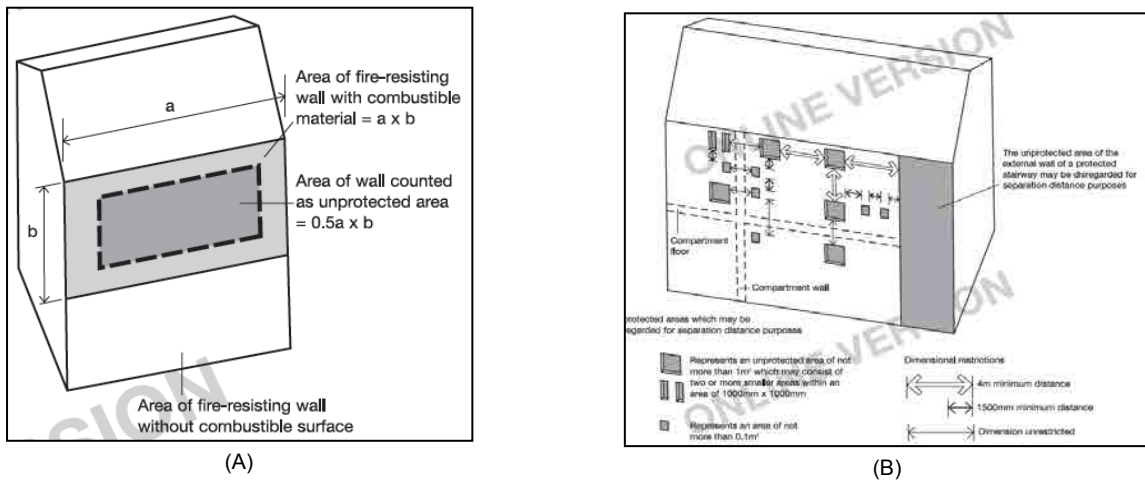 a
Area of fire-resisting
wall with combustible
material = a x b
Area of wall counted
as unprotected area
= 0.5a x b
b
Area of fire-resisting wall
without combustible surface
SION
(A)
ONLINE VERSION
The unprotected area of the
external wall of a protected
stairway may be disregarded for
separation distance purposes
Compartment
floor
Compartment wall
protected areas which may be
regarded for separation distance purposes
Represents an unprotected area of not
more than 1m² which may consist of
two or more smaller areas within an
area of 1000mm x 1000mm
Represents an area of not
more than 0.1m²
Dimensional restrictions
4m minimum distance
1500mm minimum distance
Dimension unrestricted
ONLINE VERSION
(B)